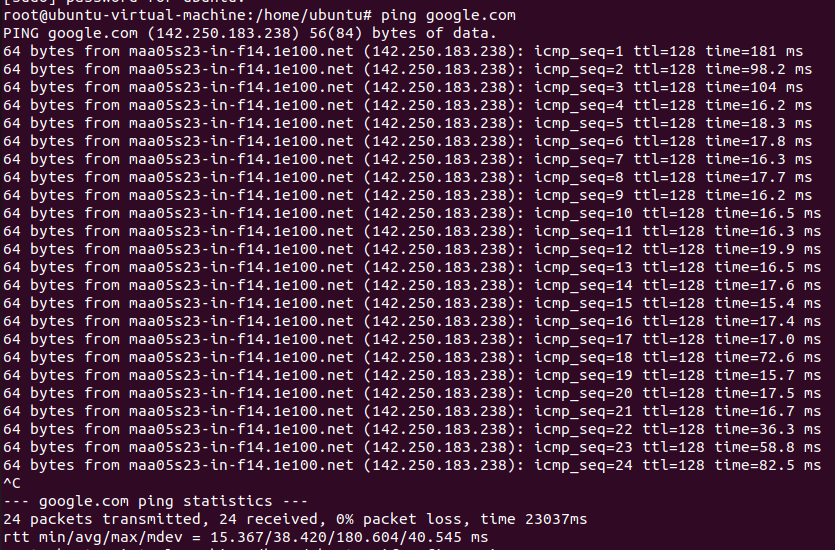 root@ubuntu-virtual-machine:/home/ubuntu# ping google.com
PING google.com (142.250.183.238) 56(84) bytes of data.
64 bytes from maa05s23-in-f14.1e100.net (142.250.183.238): icmp_seq=1 ttl=128 time=181 ms
64 bytes from maa05s23-in-f14.1e100.net (142.250.183.238): icmp_seq=2 ttl=128 time=98.2 ms
64 bytes from maa05s23-in-f14.1e100.net (142.250.183.238): icmp_seq=3 ttl=128 time=104 ms
64 bytes from maa05s23-in-f14.1e100.net (142.250.183.238): icmp_seq=4 ttl=128 time=16.2 ms
64 bytes from maa05s23-in-f14.1e100.net (142.250.183.238): icmp_seq=5 ttl=128 time=18.3 ms
64 bytes from maa05s23-in-f14.1e100.net (142.250.183.238): icmp_seq=6 ttl=128 time=17.8 ms
64 bytes from maa05s23-in-f14.1e100.net (142.250.183.238): icmp_seq=7 ttl=128 time=16.3 ms
64 bytes from maa05s23-in-f14.1e100.net (142.250.183.238): icmp_seq=8 ttl=128 time=17.7 ms
64 bytes from maa05s23-in-f14.1e100.net (142.250.183.238): icmp_seq=9 ttl=128 time=16.2 ms
64 bytes from maa05s23-in-f14.1e100.net (142.250.183.238): icmp_seq=10 ttl=128 time=16.5 ms
64 bytes from maa05s23-in-f14.1e100.net (142.250.183.238): icmp_seq=11 ttl=128 time=16.3 ms
64 bytes from maa05s23-in-f14.1e100.net (142.250.183.238): icmp_seq=12 ttl=128 time=19.9 ms
64 bytes from maa05s23-in-f14.1e100.net (142.250.183.238): icmp_seq=13 ttl=128 time=16.5 ms
64 bytes from maa05s23-in-f14.1e100.net (142.250.183.238): icmp_seq=14 ttl=128 time=17.6 ms
64 bytes from maa05s23-in-f14.1e100.net (142.250.183.238): icmp_seq=15 ttl=128 time=15.4 ms
64 bytes from maa05s23-in-f14.1e100.net (142.250.183.238): icmp_seq=16 ttl=128 time=17.4 ms
64 bytes from maa05s23-in-f14.1e100.net (142.250.183.238): icmp_seq=17 ttl=128 time=17.0 ms
64 bytes from maa05s23-in-f14.1e100.net (142.250.183.238): icmp_seq=18 ttl=128 time=72.6 ms
64 bytes from maa05s23-in-f14.1e100.net (142.250.183.238): icmp_seq=19 ttl=128 time=15.7 ms
64 bytes from maa05s23-in-f14.1e100.net (142.250.183.238): icmp_seq=20 ttl=128 time=17.5 ms
64 bytes from maa05s23-in-f14.1e100.net (142.250.183.238): icmp_seq=21 ttl=128 time=16.7 ms
64 bytes from maa05s23-in-f14.1e100.net (142.250.183.238): icmp_seq=22 ttl=128 time=36.3 ms
64 bytes from maa05s23-in-f14.1e100.net (142.250.183.238): icmp_seq=23 ttl=128 time=58.8 ms
64 bytes from maa05s23-in-f14.1e100.net (142.250.183.238): icmp_seq=24 ttl=128 time=82.5 ms
^C
--- google.com ping statistics ---
24 packets transmitted, 24 received, 0% packet loss, time 23037ms
rtt min/avg/max/mdev = 15.367/38.420/180.604/40.545 ms